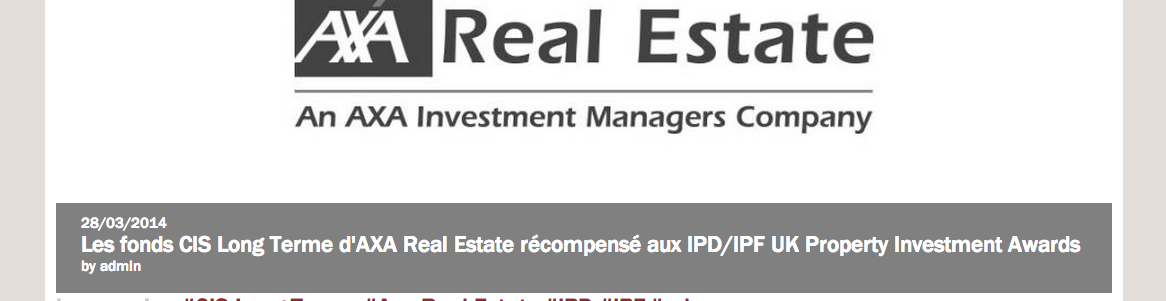 AXA Real Estate
An AXA Investment Managers Company
28/03/2014
Les fonds CIS Long Terme d'AXA Real Estate récompensé aux IPD/IPF UK Property Investment Awards
by admin